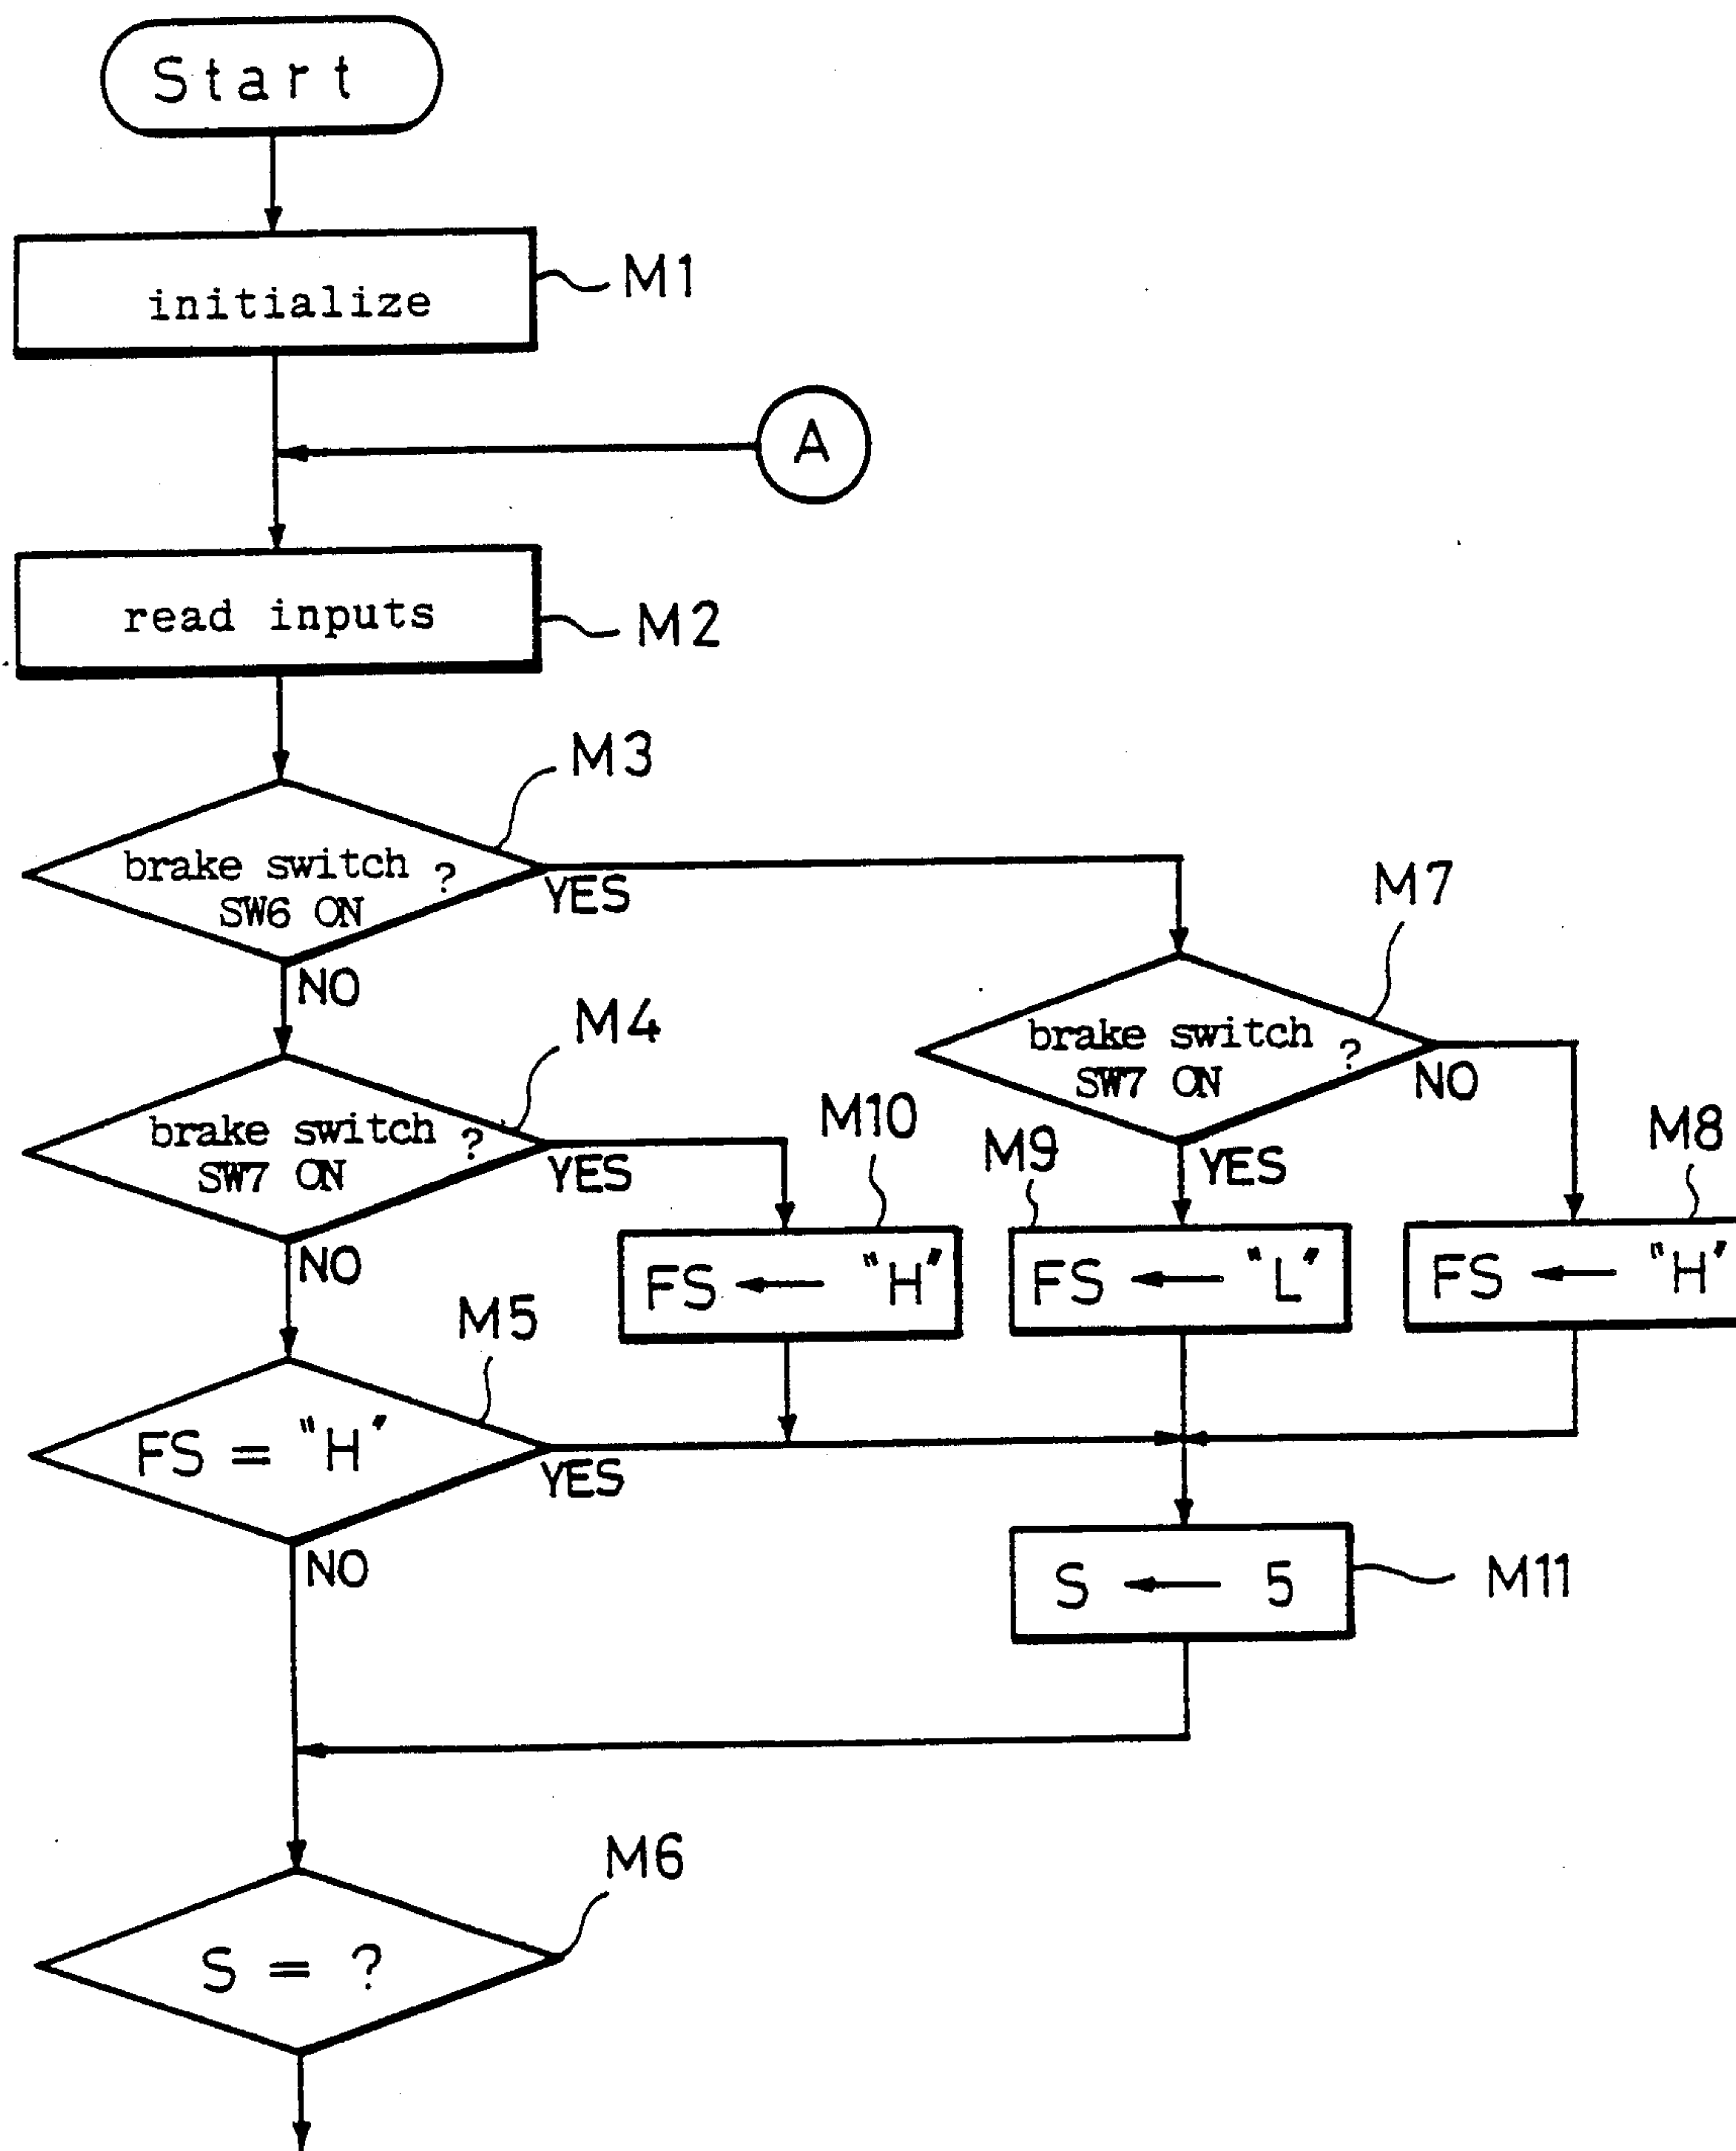 Start
initialize
M1
A
read inputs
M2
M3
brake switch ?
SW6 ON
YES
NO
M7
brake switch ?
SW7 ON
NO
YES
M4
brake switch ?
SW7 ON
YES
NO
M10
FS ← "H"
M9
FS ← "L"
M8
FS ← "H"
M5
FS = "H"
YES
NO
S ← 5
M11
M6
S = ?